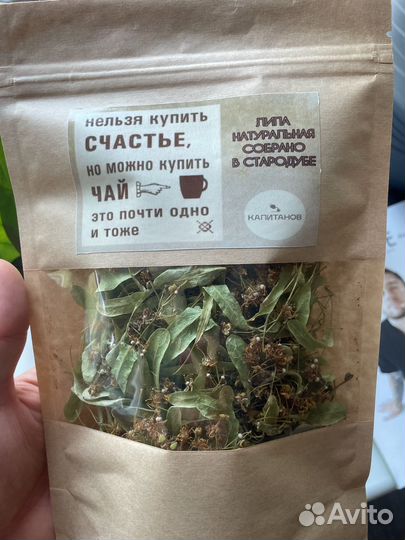 нельзя купить
СЧАСТЬЕ,
но можно купить
ЧАЙ
это почти одно
и тоже
ЛИПА
НАТУРАЛЬНАЯ
СОБРАНО
В СТАРОДУБЕ
КАПИТАНОВ
Avito